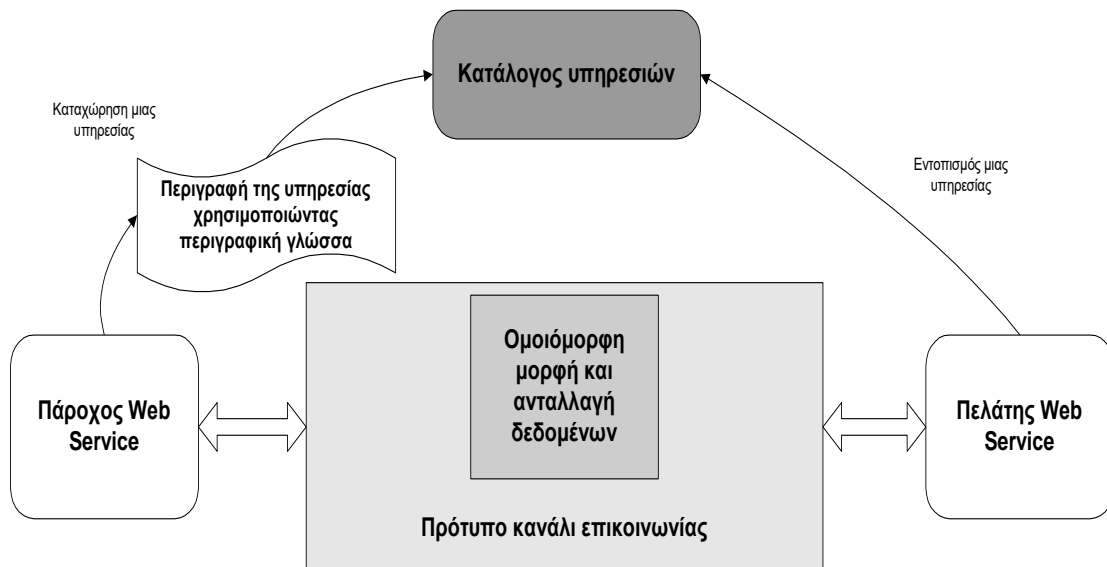 Κατάλογος υπηρεσιών
Καταχώρηση μιας
υπηρεσίας
Περιγραφή της υπηρεσίας
χρησιμοποιώντας
περιγραφική γλώσσα
Εντοπισμός μιας
υπηρεσίας
Ομοιόμορφη
μορφή και
ανταλλαγή
δεδομένων
Πάροχος Web
Service
Πελάτης Web
Service
Πρότυπο κανάλι επικοινωνίας